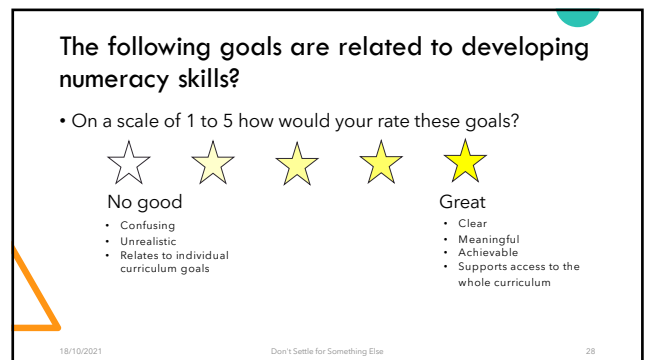 The following goals are related to developing
numeracy skills?
• On a scale of 1 to 5 how would your rate these goals?
No good
• Confusing
• Unrealistic
• Relates to individual
curriculum goals
Great
• Clear
• Meaningful
• Achievable
• Supports access to the
whole curriculum
18/10/2021
Don't Settle for Something Else
28